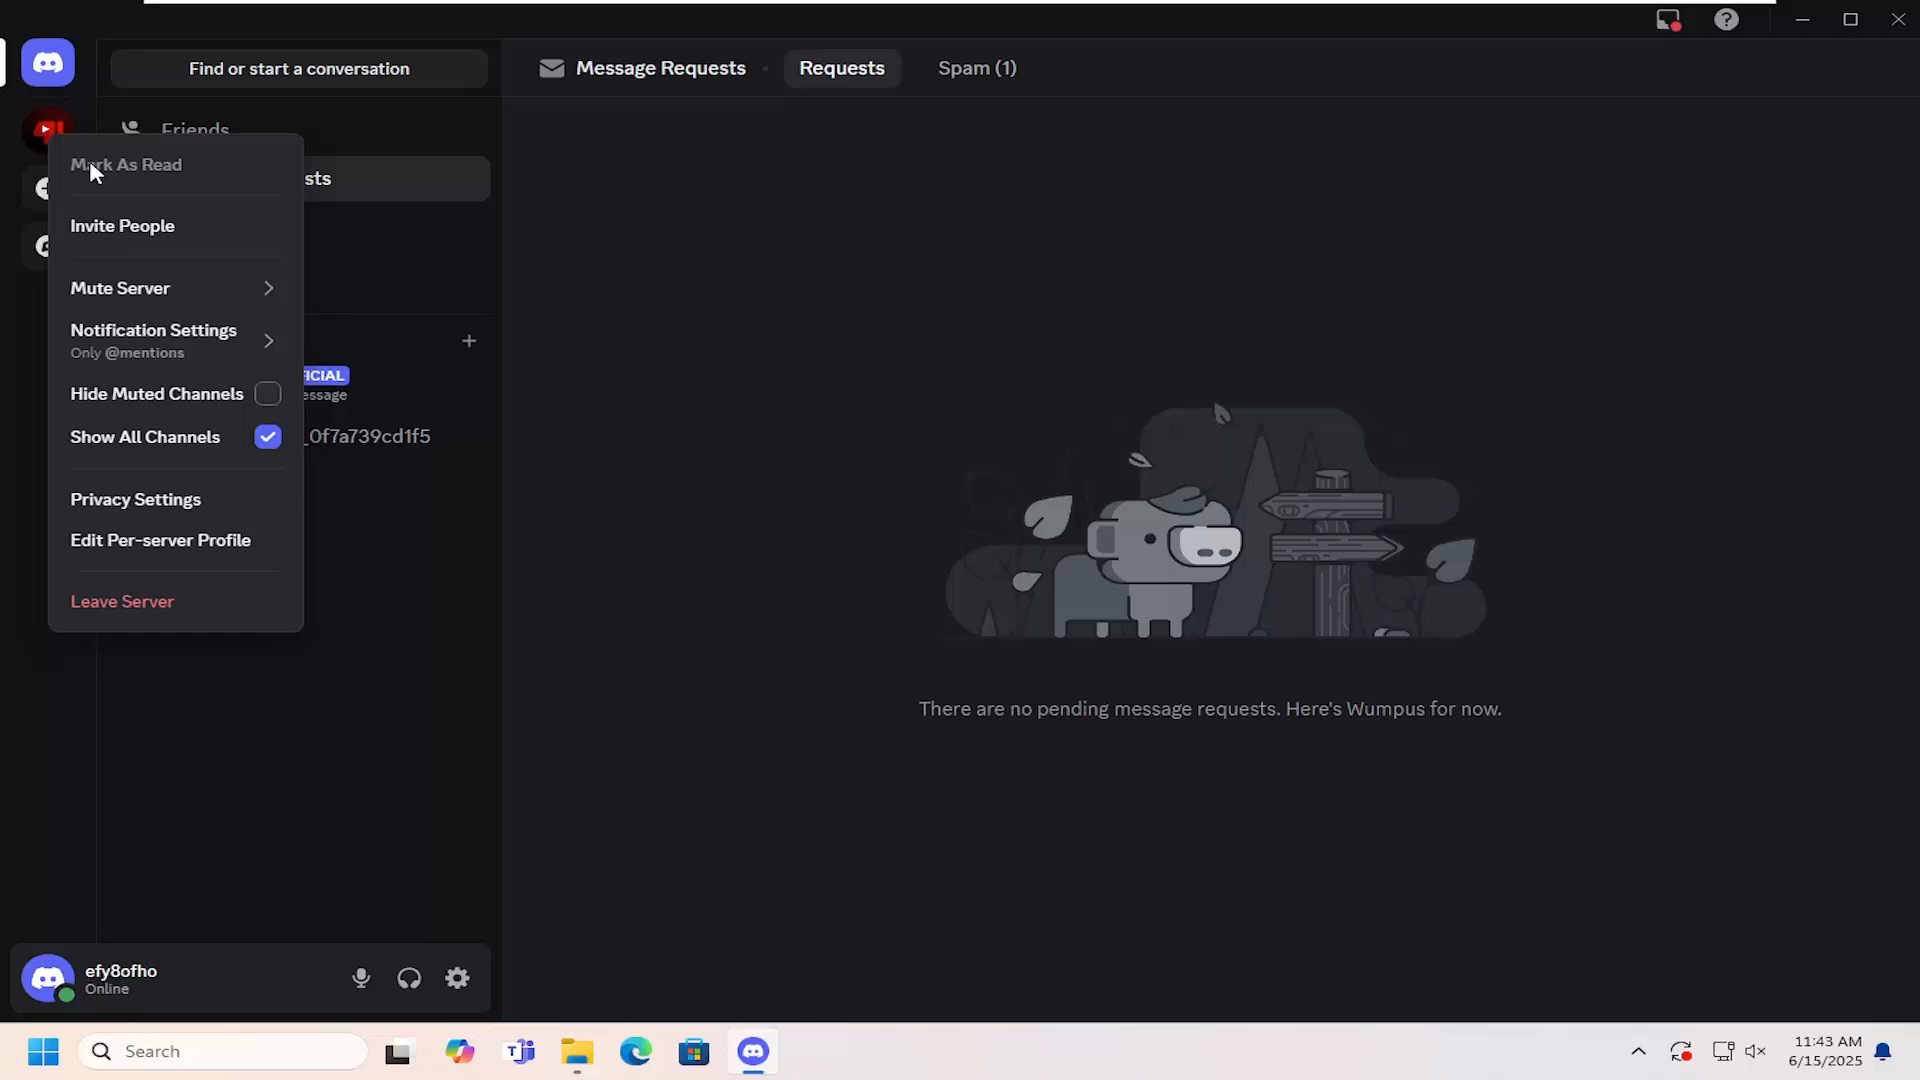 Find or start a conversation
Message Requests
Requests
Spam (1)
Friends
Mark As Read
sts
Invite People
Mute Server
Notification Settings
Only @mentions
ICIAL
essage
Hide Muted Channels
Show All Channels
_0f7a739cd1f5
Privacy Settings
Edit Per-server Profile
Leave Server
There are no pending message requests. Here's Wumpus for now.
efy8ofho
Online
Search
11:43 AM
6/15/2025